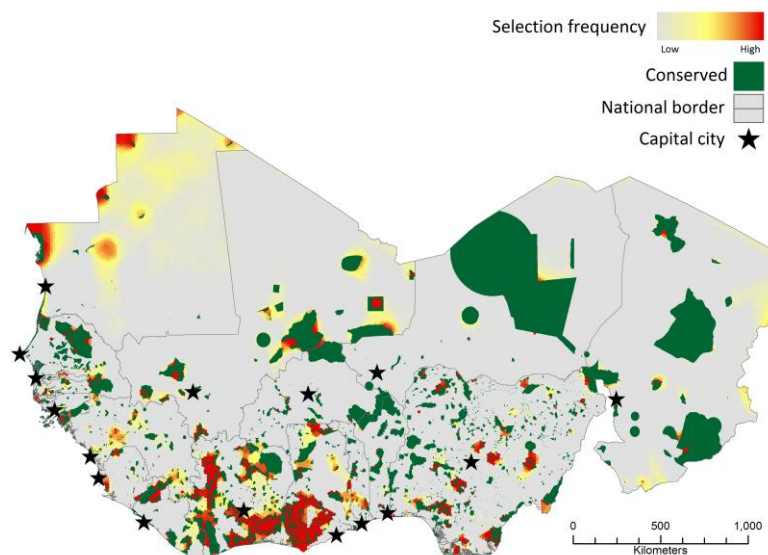 Selection frequency
Low High
Conserved
National border
Capital city
0 500 1,000
Kilometers